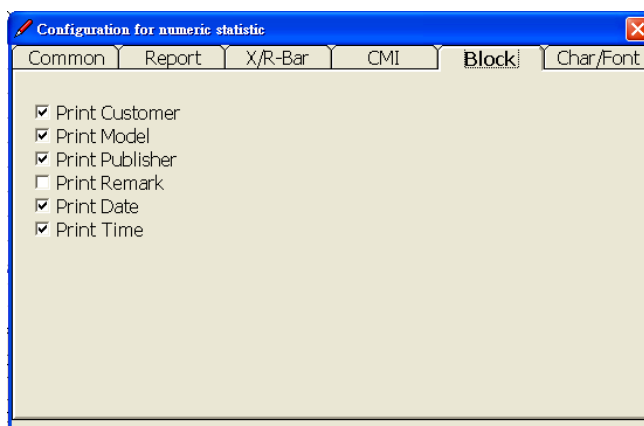 Configuration for numeric statistic
Common Report X/R-Bar CMI Block Char/Font
Print Customer
Print Model
Print Publisher
Print Remark
Print Date
Print Time